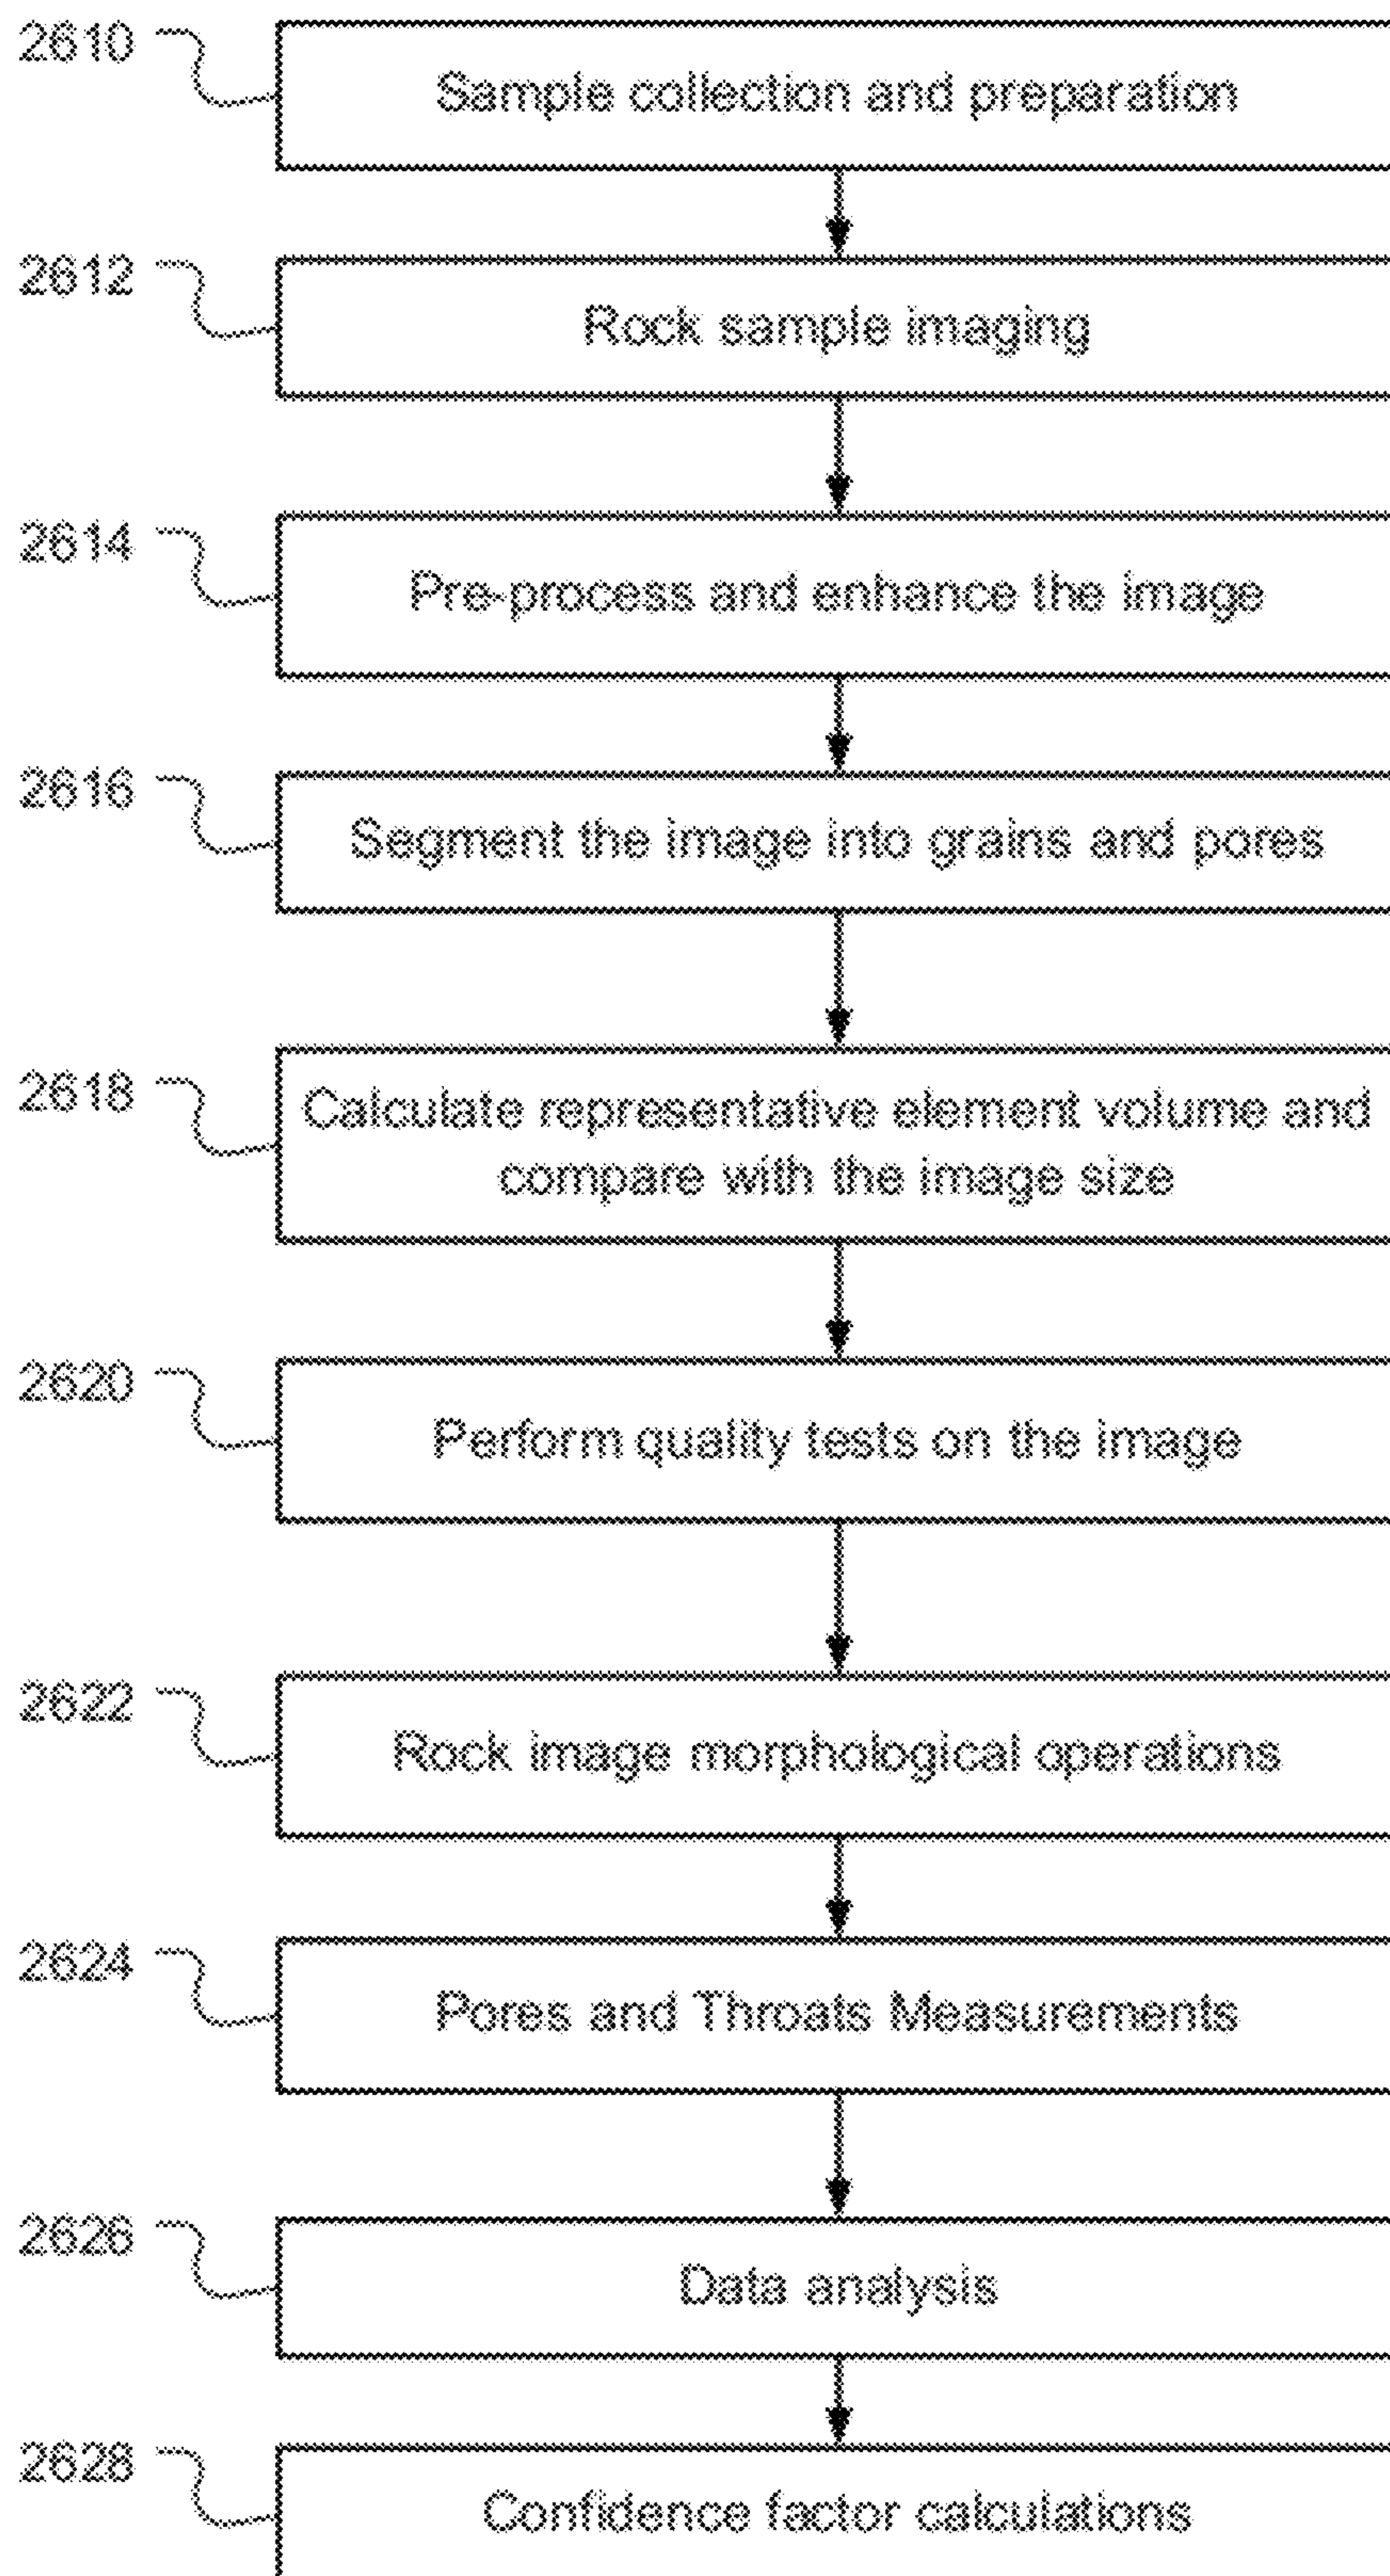 2610
Sample collection and preparation
2612
Rock sample imaging
2614
Pre-process and enhance the image
2616
Segment the image into grains and pores
2618
Calculate representative element volume and
compare with the image size
2620
Perform quality tests on the image
2622
Rock image morphological operations
2624
Pores and Throats Measurements
2626
Data analysis
2628
Confidence factor calculations